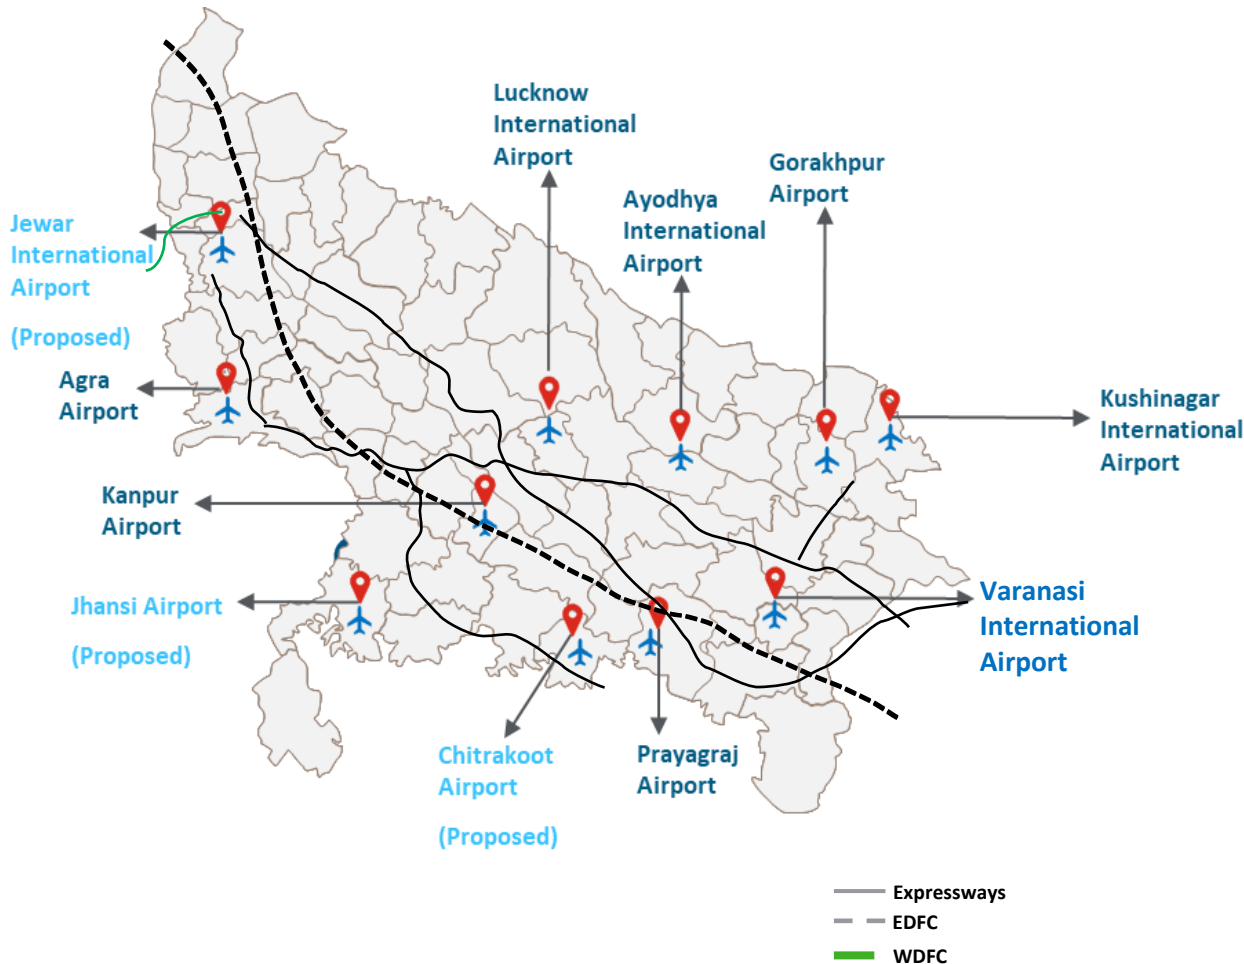 Lucknow
International
Airport
Gorakhpur
Airport
Ayodhya
International
Airport
Jewar
International
Airport
(Proposed)
Agra
Airport
Kushinagar
International
Airport
Kanpur
Airport
Jhansi Airport
(Proposed)
Varanasi
International
Airport
Chitrakoot
Airport
(Proposed)
Prayagraj
Airport
Expressways
EDFC
WDFC